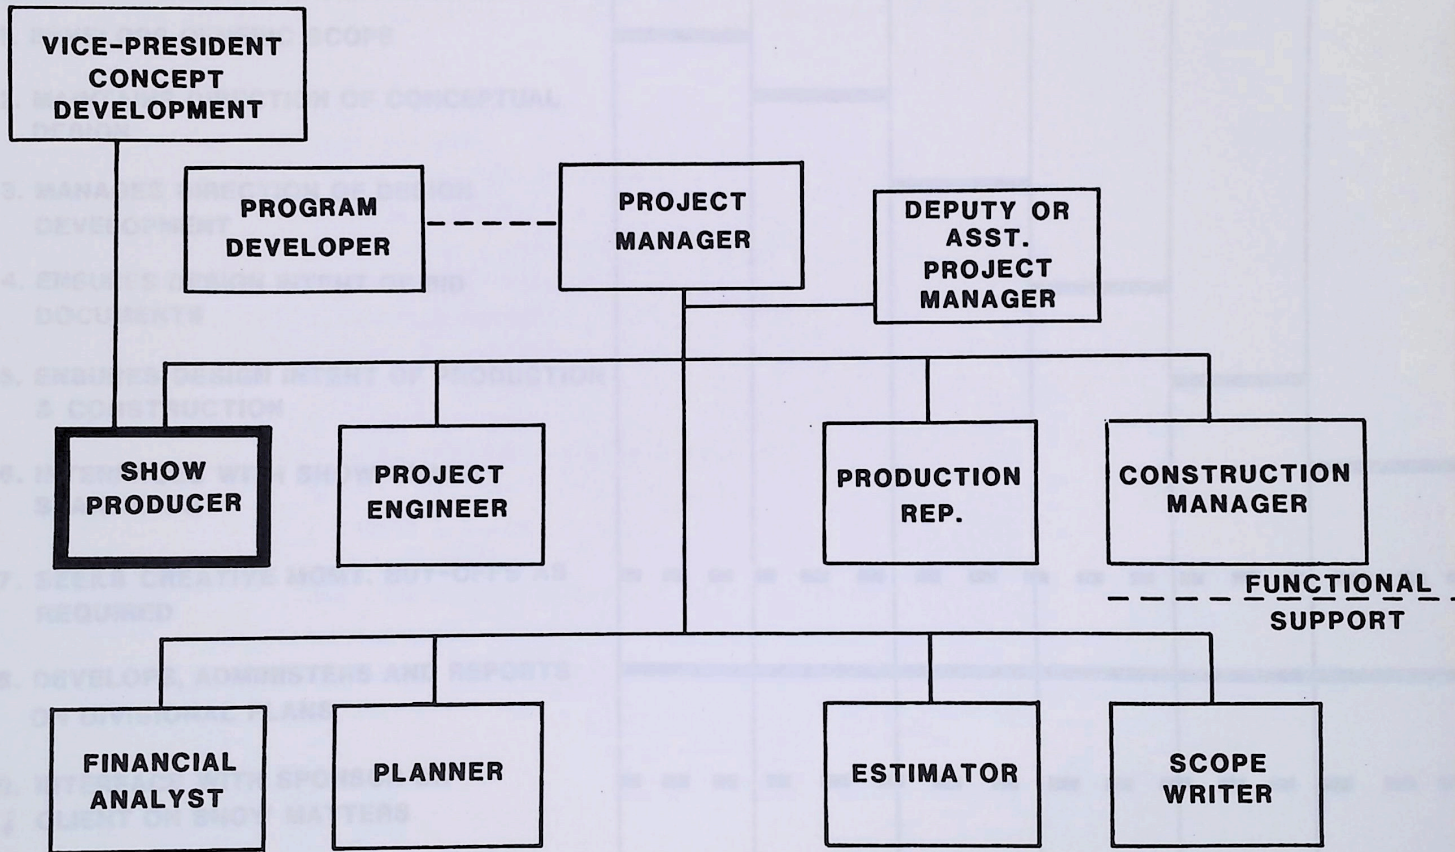 VICE-PRESIDENT
CONCEPT
DEVELOPMENT
PROGRAM
DEVELOPER
PROJECT
MANAGER
DEPUTY OR
ASST.
PROJECT
MANAGER
SHOW
PRODUCER
PROJECT
ENGINEER
PRODUCTION
REP.
CONSTRUCTION
MANAGER
FUNCTIONAL
SUPPORT
FINANCIAL
ANALYST
PLANNER
ESTIMATOR
SCOPE
WRITER